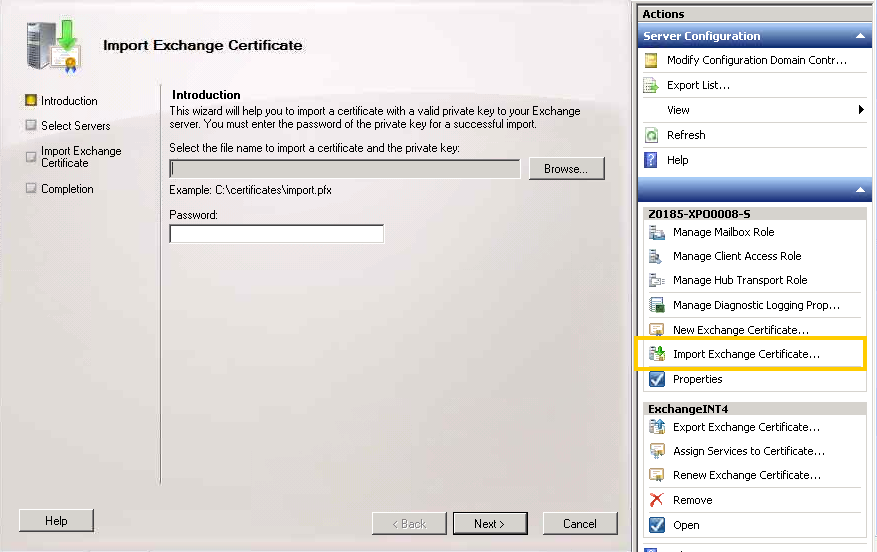 Import Exchange Certificate
Introduction
Select Servers
Import Exchange
Certificate
Completion
Introduction
This wizard will help you to import a certificate with a valid private key to your Exchange
server. You must enter the password of the private key for a successful import.
Select the file name to import a certificate and the private key:
Browse...
Example: C:\certificates\import.pfx
Password:
Help
< Back
Next >
Cancel
Actions
Server Configuration
Modify Configuration Domain Contr...
Export List...
View
Refresh
Help
Z0185-XPO0008-S
Manage Mailbox Role
Manage Client Access Role
Manage Hub Transport Role
Manage Diagnostic Logging Prop...
New Exchange Certificate...
Import Exchange Certificate...
Properties
ExchangeINT4
Export Exchange Certificate...
Assign Services to Certificate...
Renew Exchange Certificate...
Remove
Open